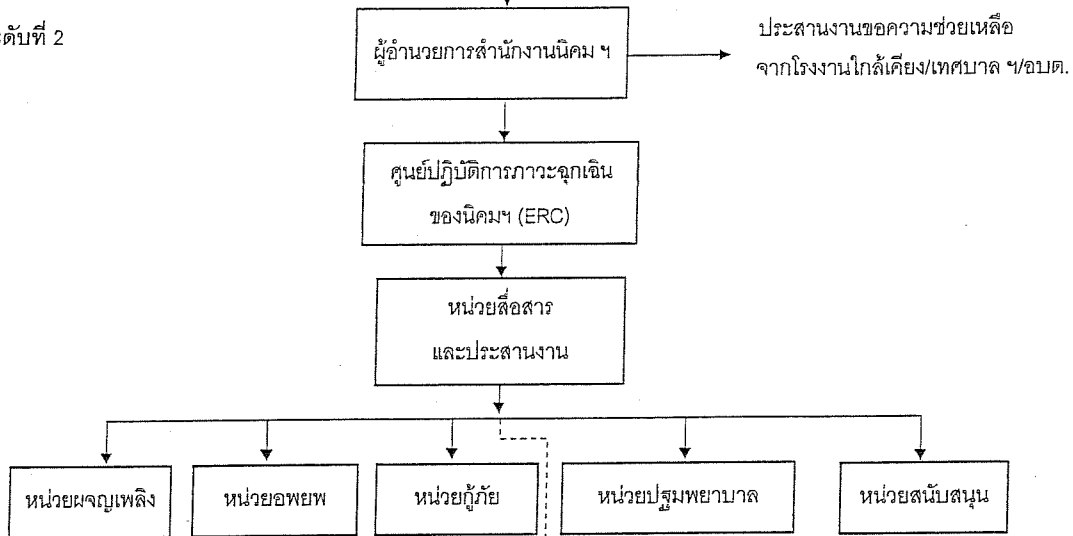 ะดับที่ 2
ผู้อำนวยการสำนักงานนิคม ฯ
ประสานงานขอความช่วยเหลือ
จากโรงงานใกล้เคียง/เทศบาล ฯ/อบต.
ศูนย์ปฏิบัติการภาวะฉุกเฉิน
ของนิคมฯ (ERC)
หน่วยสื่อสาร
และประสานงาน
หน่วยผจญเพลิง
หน่วยอพยพ
หน่วยกู้ภัย
หน่วยปฐมพยาบาล
หน่วยสนับสนุน